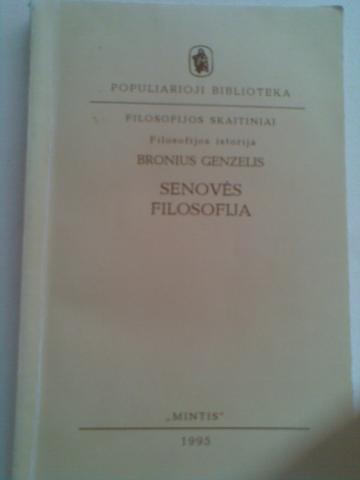 POPULIARIOJI BIBLIOTEKA
FILOSOFIJOS SKAITINIAI
Filosofijos istorija
BRONIUS GENZELIS
SENOVĖS
FILOSOFIJA
„MINTIS“
1995